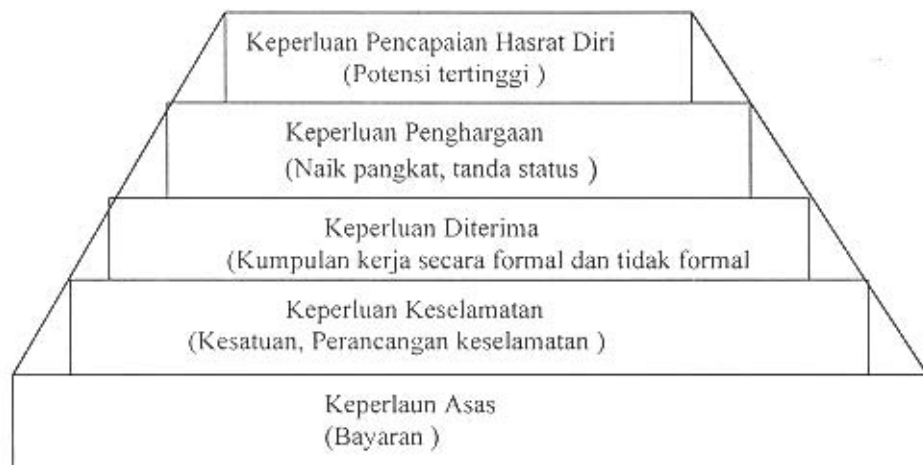 Keperluan Pencapaian Hasrat Diri
(Potensi tertinggi )
Keperluan Penghargaan
(Naik pangkat, tanda status )
Keperluan Diterima
(Kumpulan kerja secara formal dan tidak formal
Keperluan Keselamatan
(Kesatuan, Perancangan keselamatan )
Keperlaun Asas
(Bayaran )